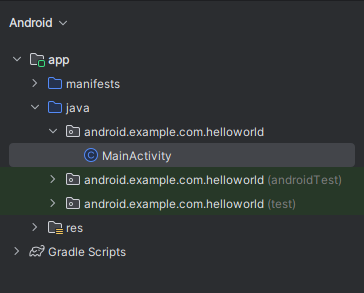 Android
app
manifests
java
android.example.com.helloworld
MainActivity
android.example.com.helloworld (androidTest)
android.example.com.helloworld (test)
res
Gradle Scripts